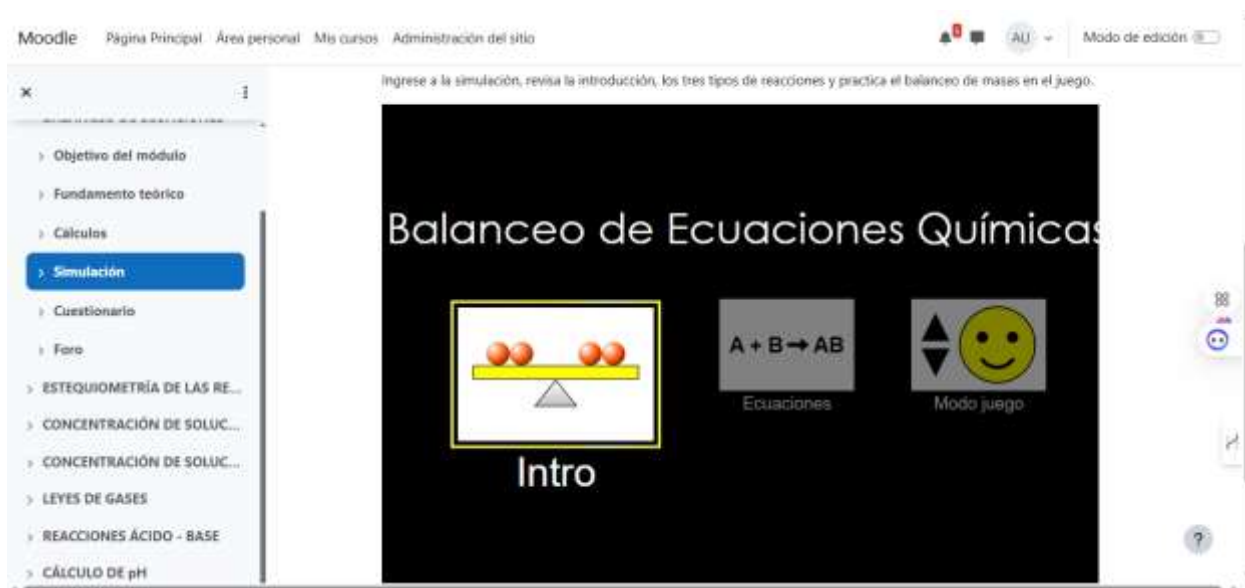 Moodle Página Principal Área personal Mis cursos Administración del sitio AU Modo de edición
Ingrese a la simulación, revisa la introducción, los tres tipos de reacciones y practica el balanceo de masas en el juego.
Objetivo del módulo
Fundamento teórico
Cálculos
Simulación
Cuestionario
Foro
ESTEQUIOMETRÍA DE LAS RE...
CONCENTRACIÓN DE SOLUC...
CONCENTRACIÓN DE SOLUC...
LEYES DE GASES
REACCIONES ÁCIDO - BASE
CÁLCULO DE pH
Balanceo de Ecuaciones Químicas
A + B → AB
Intro
Ecuaciones
Modo juego
?